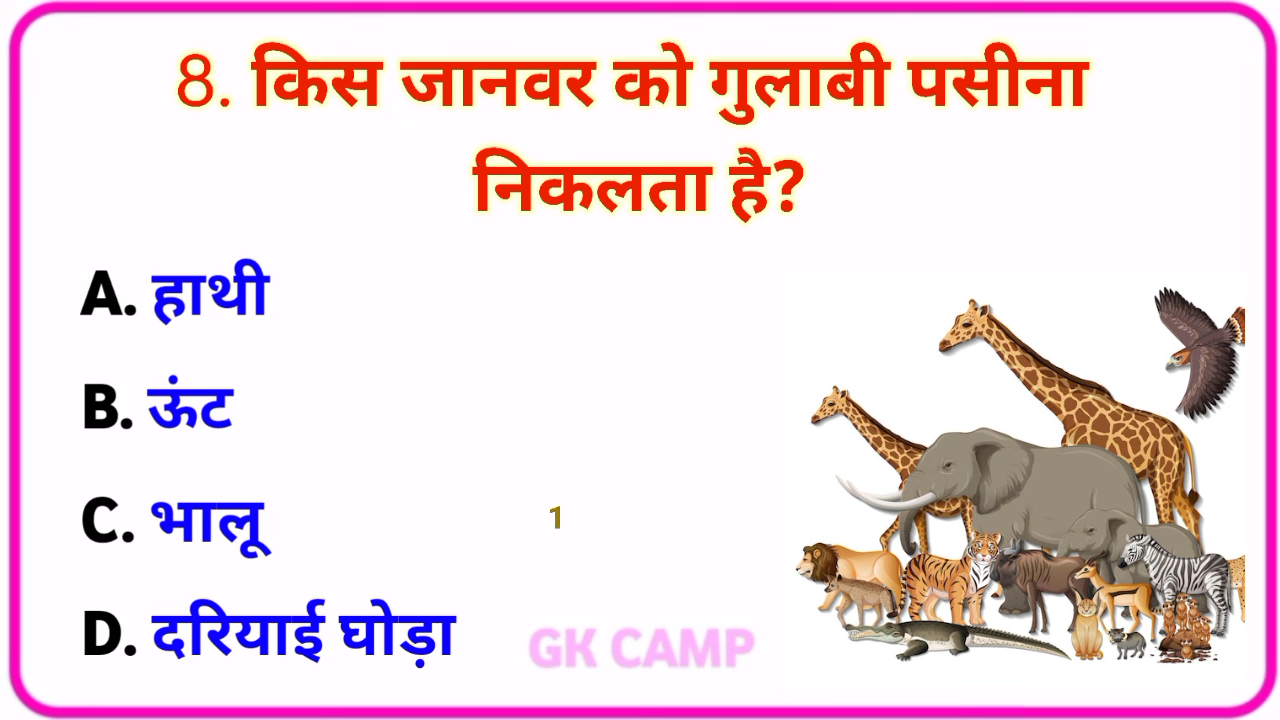 8. किस जानवर को गुलाबी पसीना
निकलता है?
A. हाथी
B. ऊंट
C. भालू
1
D. दरियाई घोड़ा
GK CAMP